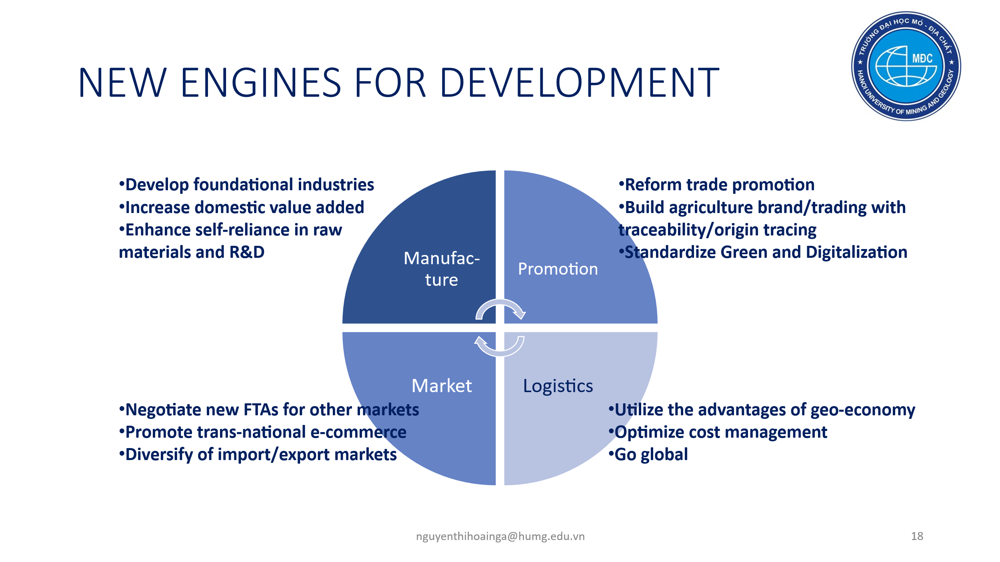 TRƯỜNG ĐẠI HỌC MỎ - ĐỊA CHẤT
MĐC
HANOI UNIVERSITY OF MINING AND GEOLOGY
NEW ENGINES FOR DEVELOPMENT
•Develop foundational industries
•Increase domestic value added
•Enhance self-reliance in raw
materials and R&D
•Reform trade promotion
•Build agriculture brand/trading with
traceability/origin tracing
•Standardize Green and Digitalization
Manufac-
ture
Promotion
Market
Logistics
•Negotiate new FTAs for other markets
•Promote trans-national e-commerce
•Diversify of import/export markets
•Utilize the advantages of geo-economy
•Optimize cost management
•Go global
nguyenthihoainga@humg.edu.vn
18